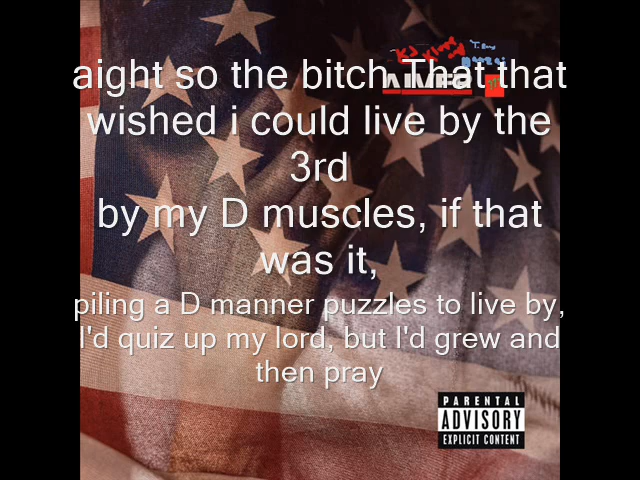 aight so the bitch That that
wished i could live by the
3rd
by my D muscles, if that
was it,
piling a D manner puzzles to live by,
I'd quiz up my lord, but I'd grew and
then pray
PARENTAL
ADVISORY
EXPLICIT CONTENT